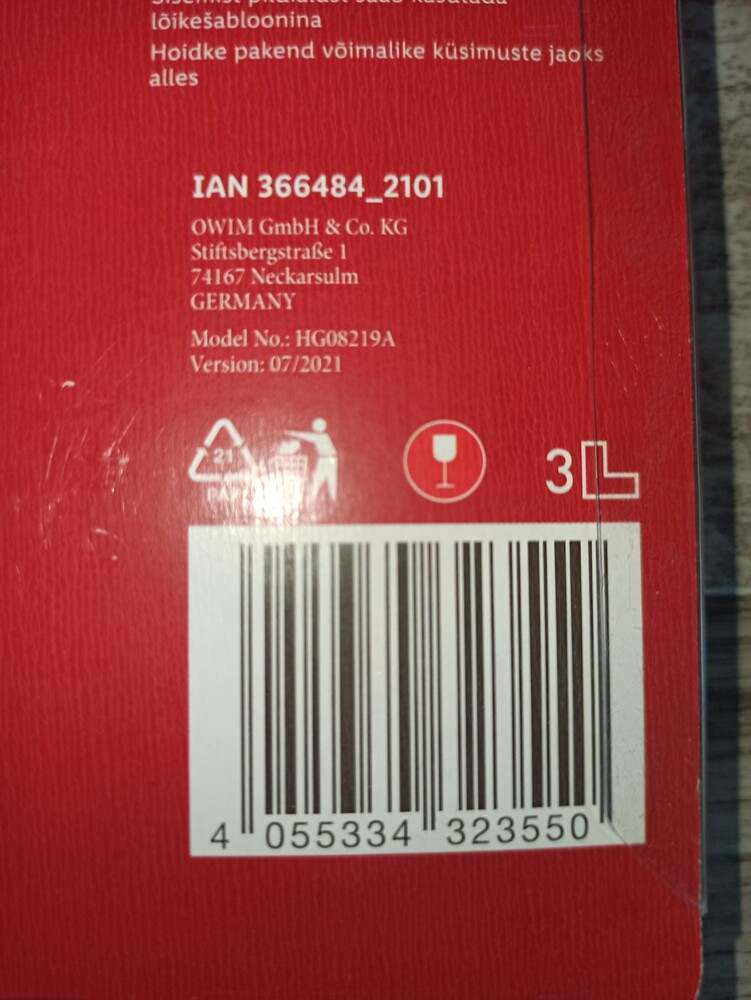 lõikešabloonina
Hoidke pakend võimalike küsimuste jaoks
alles
IAN 366484_2101
OWIM GmbH & Co. KG
Stiftsbergstraße 1
74167 Neckarsulm
GERMANY
Model No.: HG08219A
Version: 07/2021
21
PAP
3L
4 055334 323550